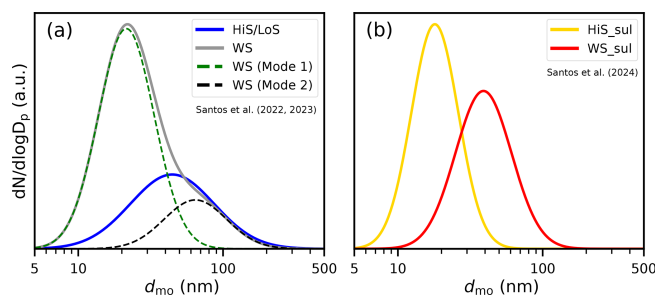 (a)
HiS/LoS
WS
WS (Mode 1)
WS (Mode 2)
Santos et al. (2022, 2023)
dN/dlogDp (a.u.)
5 10 100 500
dmo (nm)
(b)
HiS_sul
WS_sul
Santos et al. (2024)
5 10 100 500
dmo (nm)